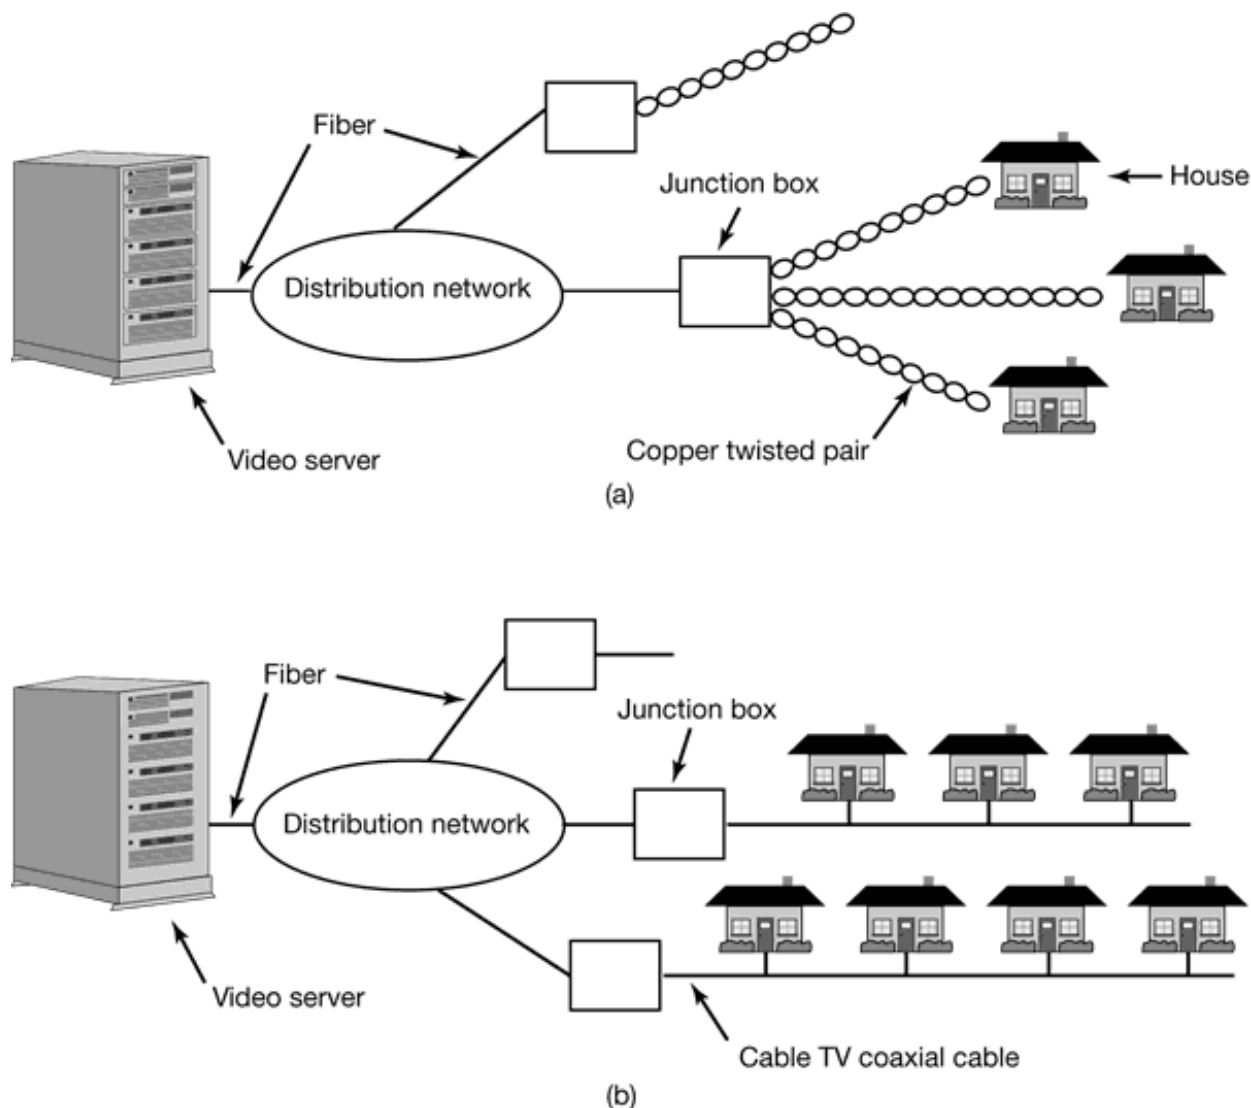 Fiber
Junction box
House
Distribution network
Copper twisted pair
Video server
(a)
Fiber
Junction box
Distribution network
Video server
Cable TV coaxial cable
(b)